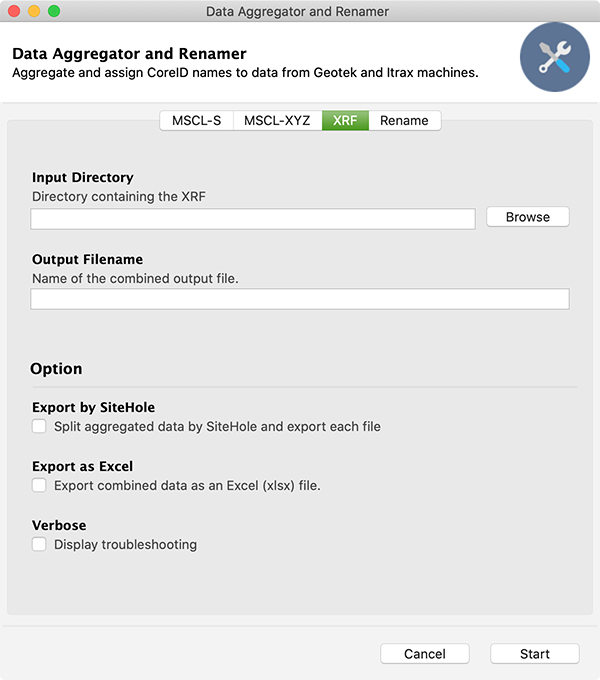 Data Aggregator and Renamer
Data Aggregator and Renamer
Aggregate and assign CoreID names to data from Geotek and Itrax machines.
MSCL-S MSCL-XYZ XRF Rename
Input Directory
Directory containing the XRF
Browse
Output Filename
Name of the combined output file.
Option
Export by SiteHole
Split aggregated data by SiteHole and export each file
Export as Excel
Export combined data as an Excel (xlsx) file.
Verbose
Display troubleshooting
Cancel Start